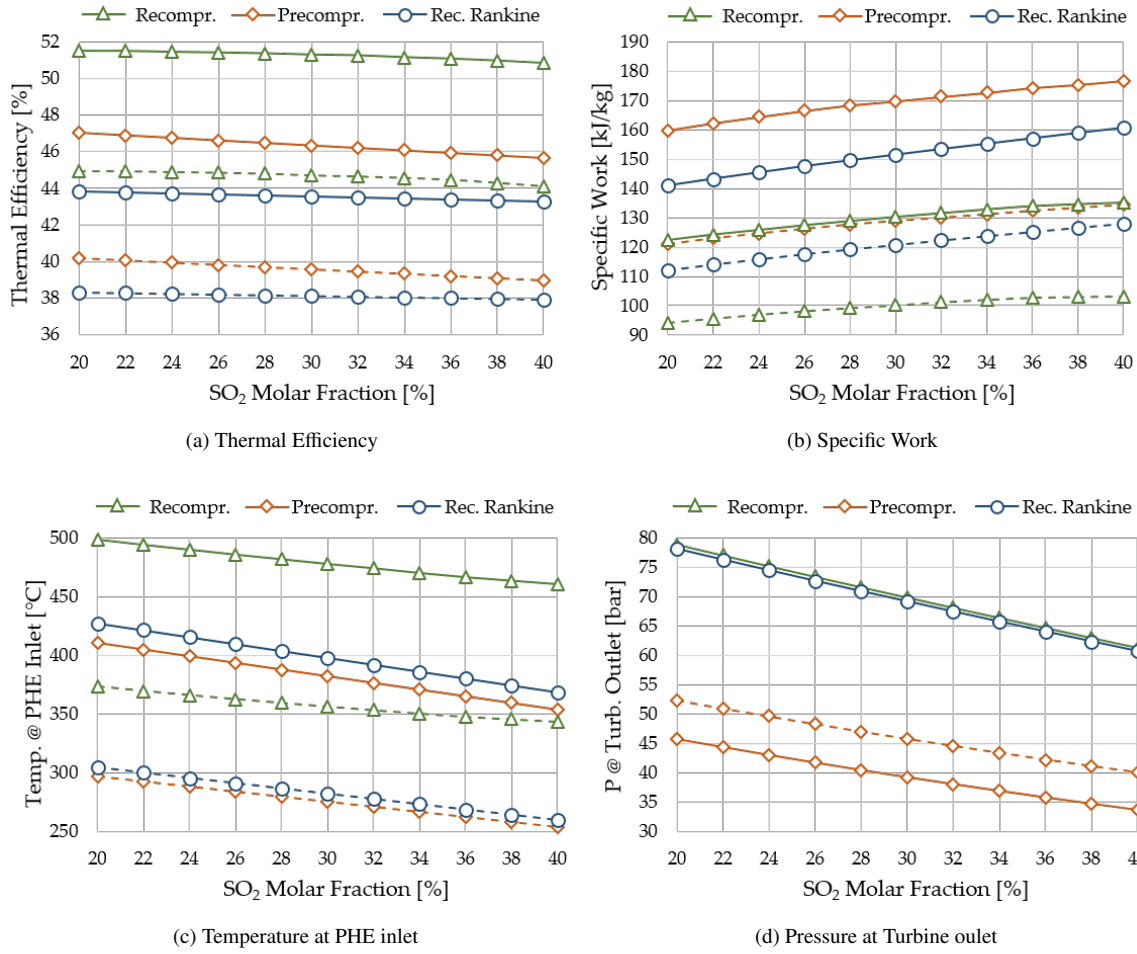 Recompr. Precompr. Rec. Rankine
Thermal Efficiency [%]
52
50
48
46
44
42
40
38
36
20 22 24 26 28 30 32 34 36 38 40
SO2 Molar Fraction [%]
(a) Thermal Efficiency
Recompr. Precompr. Rec. Rankine
Specific Work [kJ/kg]
190
180
170
160
150
140
130
120
110
100
90
20 22 24 26 28 30 32 34 36 38 40
SO2 Molar Fraction [%]
(b) Specific Work
Recompr. Precompr. Rec. Rankine
Temp. @ PHE Inlet [°C]
500
450
400
350
300
250
20 22 24 26 28 30 32 34 36 38 40
SO2 Molar Fraction [%]
(c) Temperature at PHE inlet
Recompr. Precompr. Rec. Rankine
P @ Turb. Outlet [bar]
80
75
70
65
60
55
50
45
40
35
30
20 22 24 26 28 30 32 34 36 38 4
SO2 Molar Fraction [%]
(d) Pressure at Turbine oulet